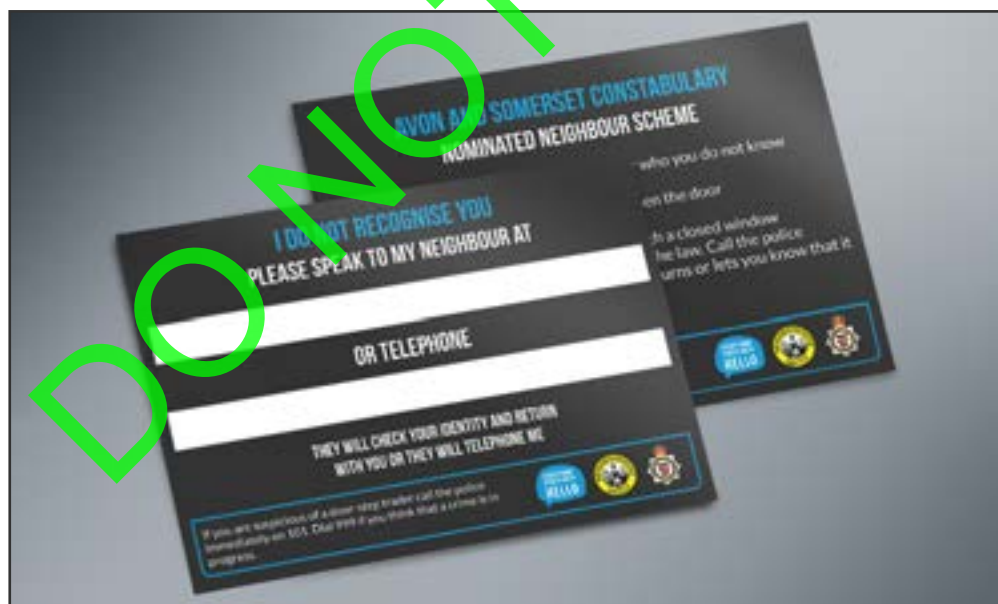 DO NOT
AVON AND SOMERSET CONSTABULARY
NOMINATED NEIGHBOUR SCHEME
who you do not know
en the door
h a closed window
he law. Call the police
urns or lets you know that it
HELLO
I DO NOT RECOGNISE YOU
PLEASE SPEAK TO MY NEIGHBOUR AT
OR TELEPHONE
THEY WILL CHECK YOUR IDENTITY AND RETURN
WITH YOU OR THEY WILL TELEPHONE ME
If you are suspicious of a door step trader call the police
immediately on 101. Dial 999 if you think that a crime is in
progress.
HELLO